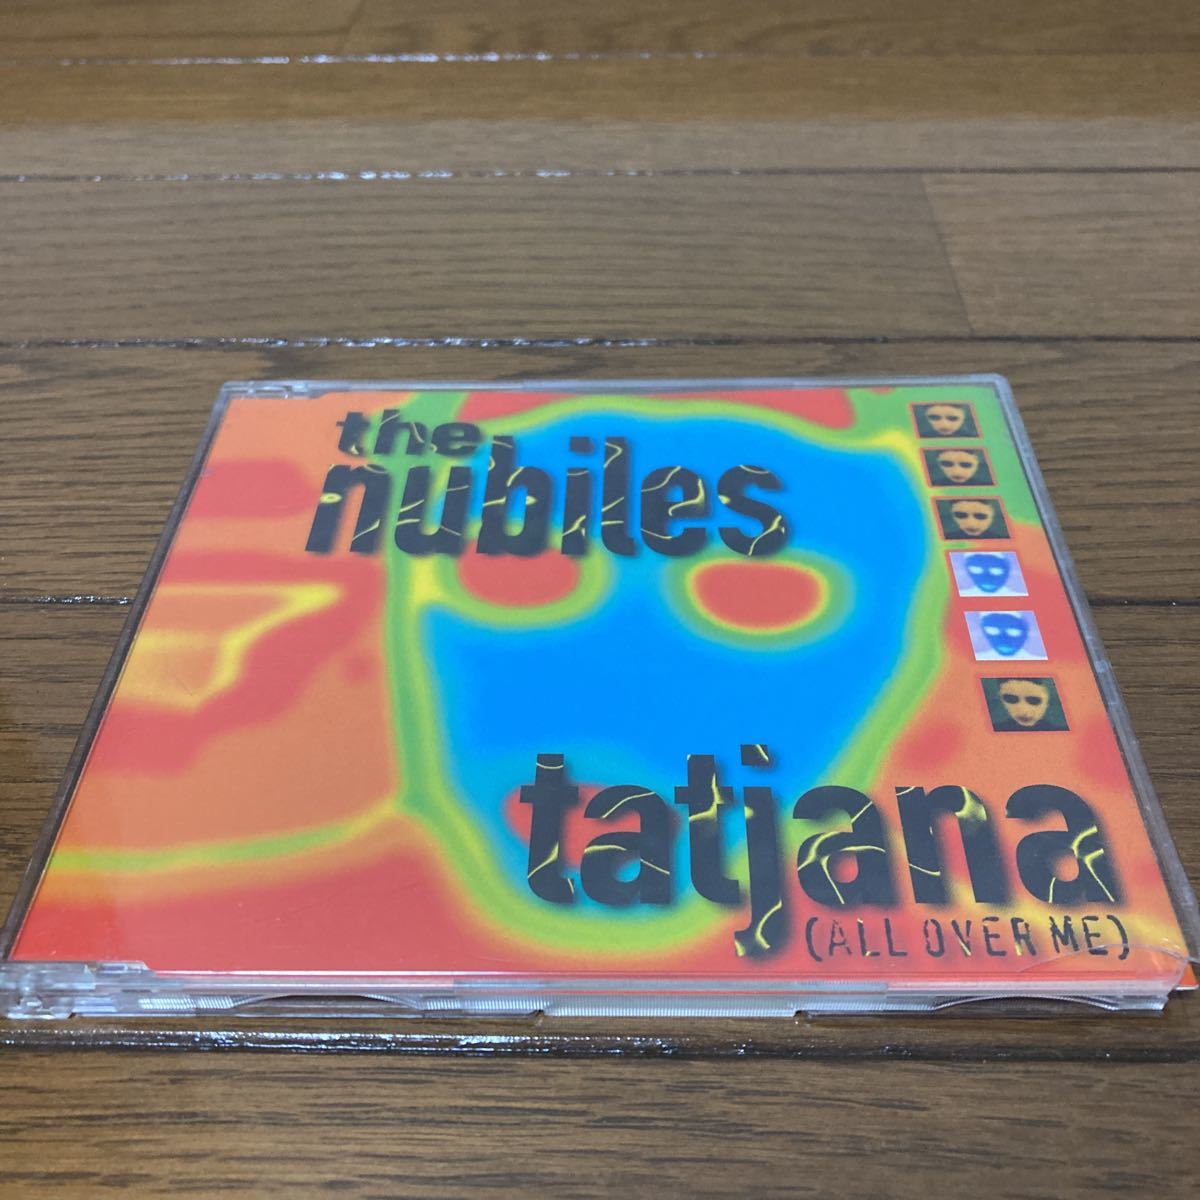 the
nubiles
tatjana
(ALL OVER ME)